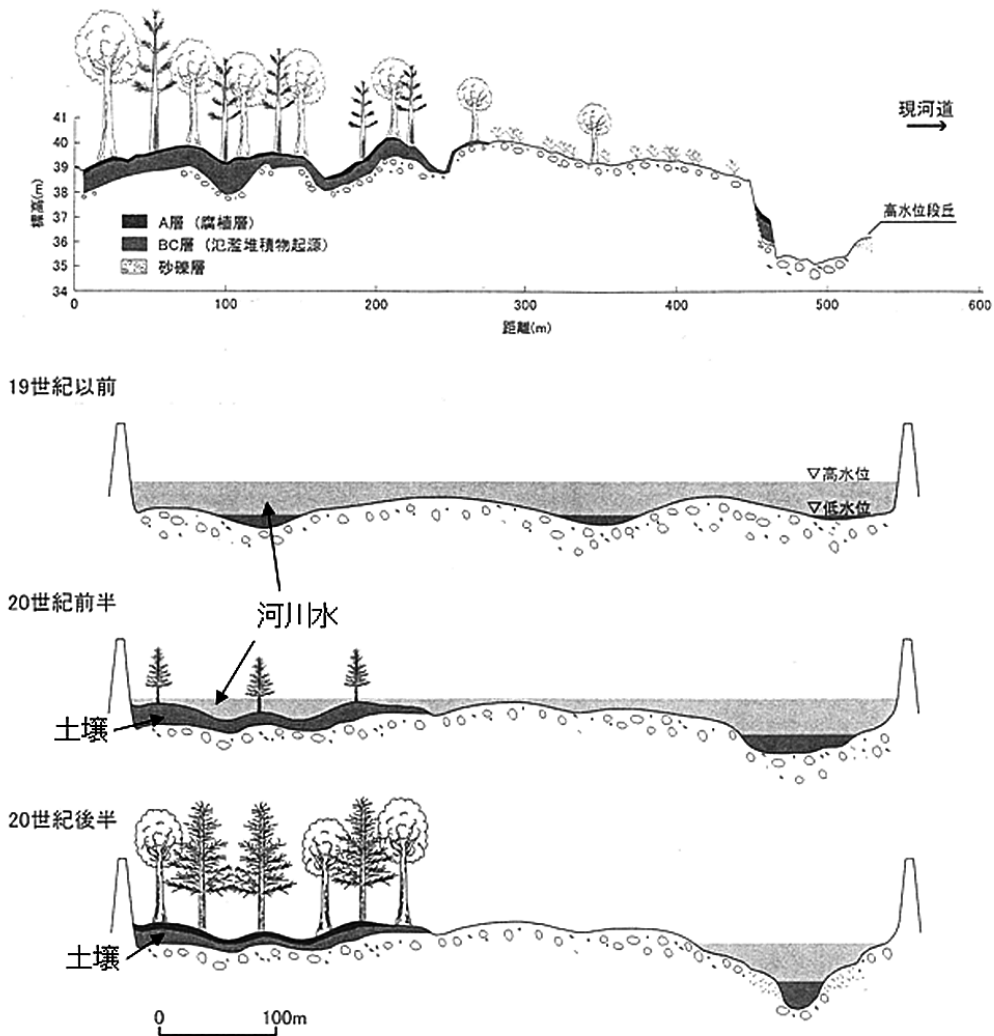 41
40
39
38
37
36
35
34
標高(m)
現河道
高水位段丘
A層 (腐植層)
BC層 (氾濫堆積物起源)
砂礫層
0
100
200
300
400
500
600
距離(m)
19世紀以前
▽高水位
▽低水位
20世紀前半
河川水
土壌
20世紀後半
土壌
0 100m